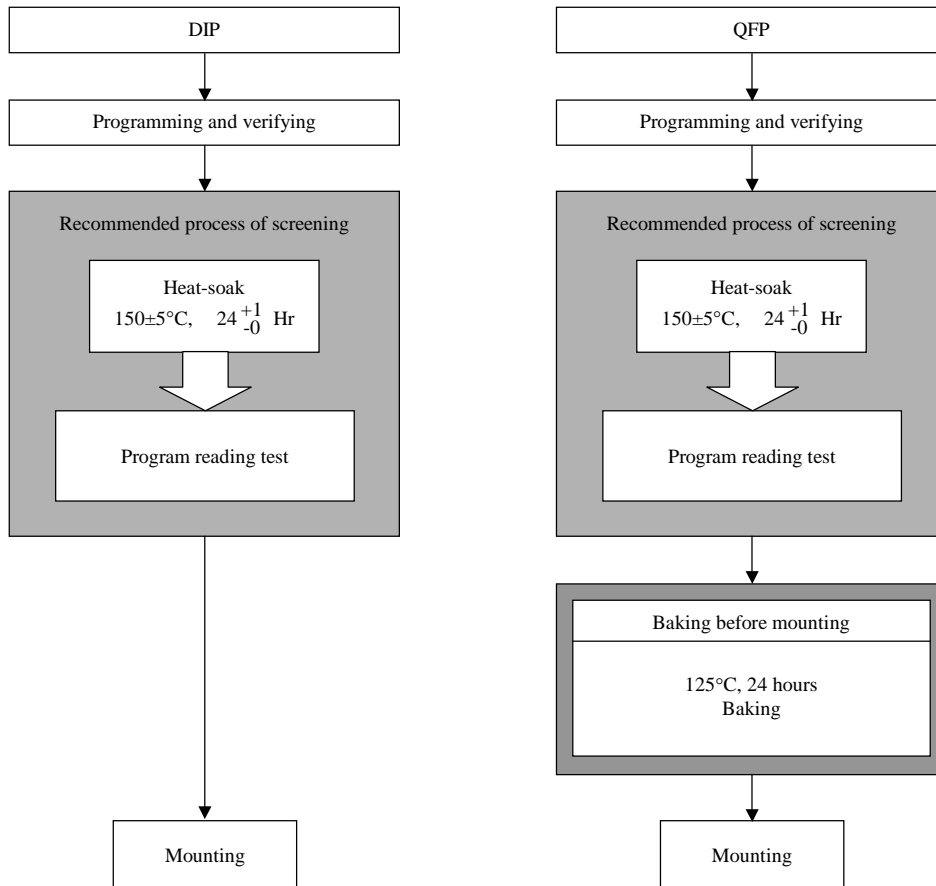 DIP
Programming and verifying
Recommended process of screening
Heat-soak
150±5°C, 24 +1 -0 Hr
Program reading test
Mounting
QFP
Programming and verifying
Recommended process of screening
Heat-soak
150±5°C, 24 +1 -0 Hr
Program reading test
Baking before mounting
125°C, 24 hours
Baking
Mounting